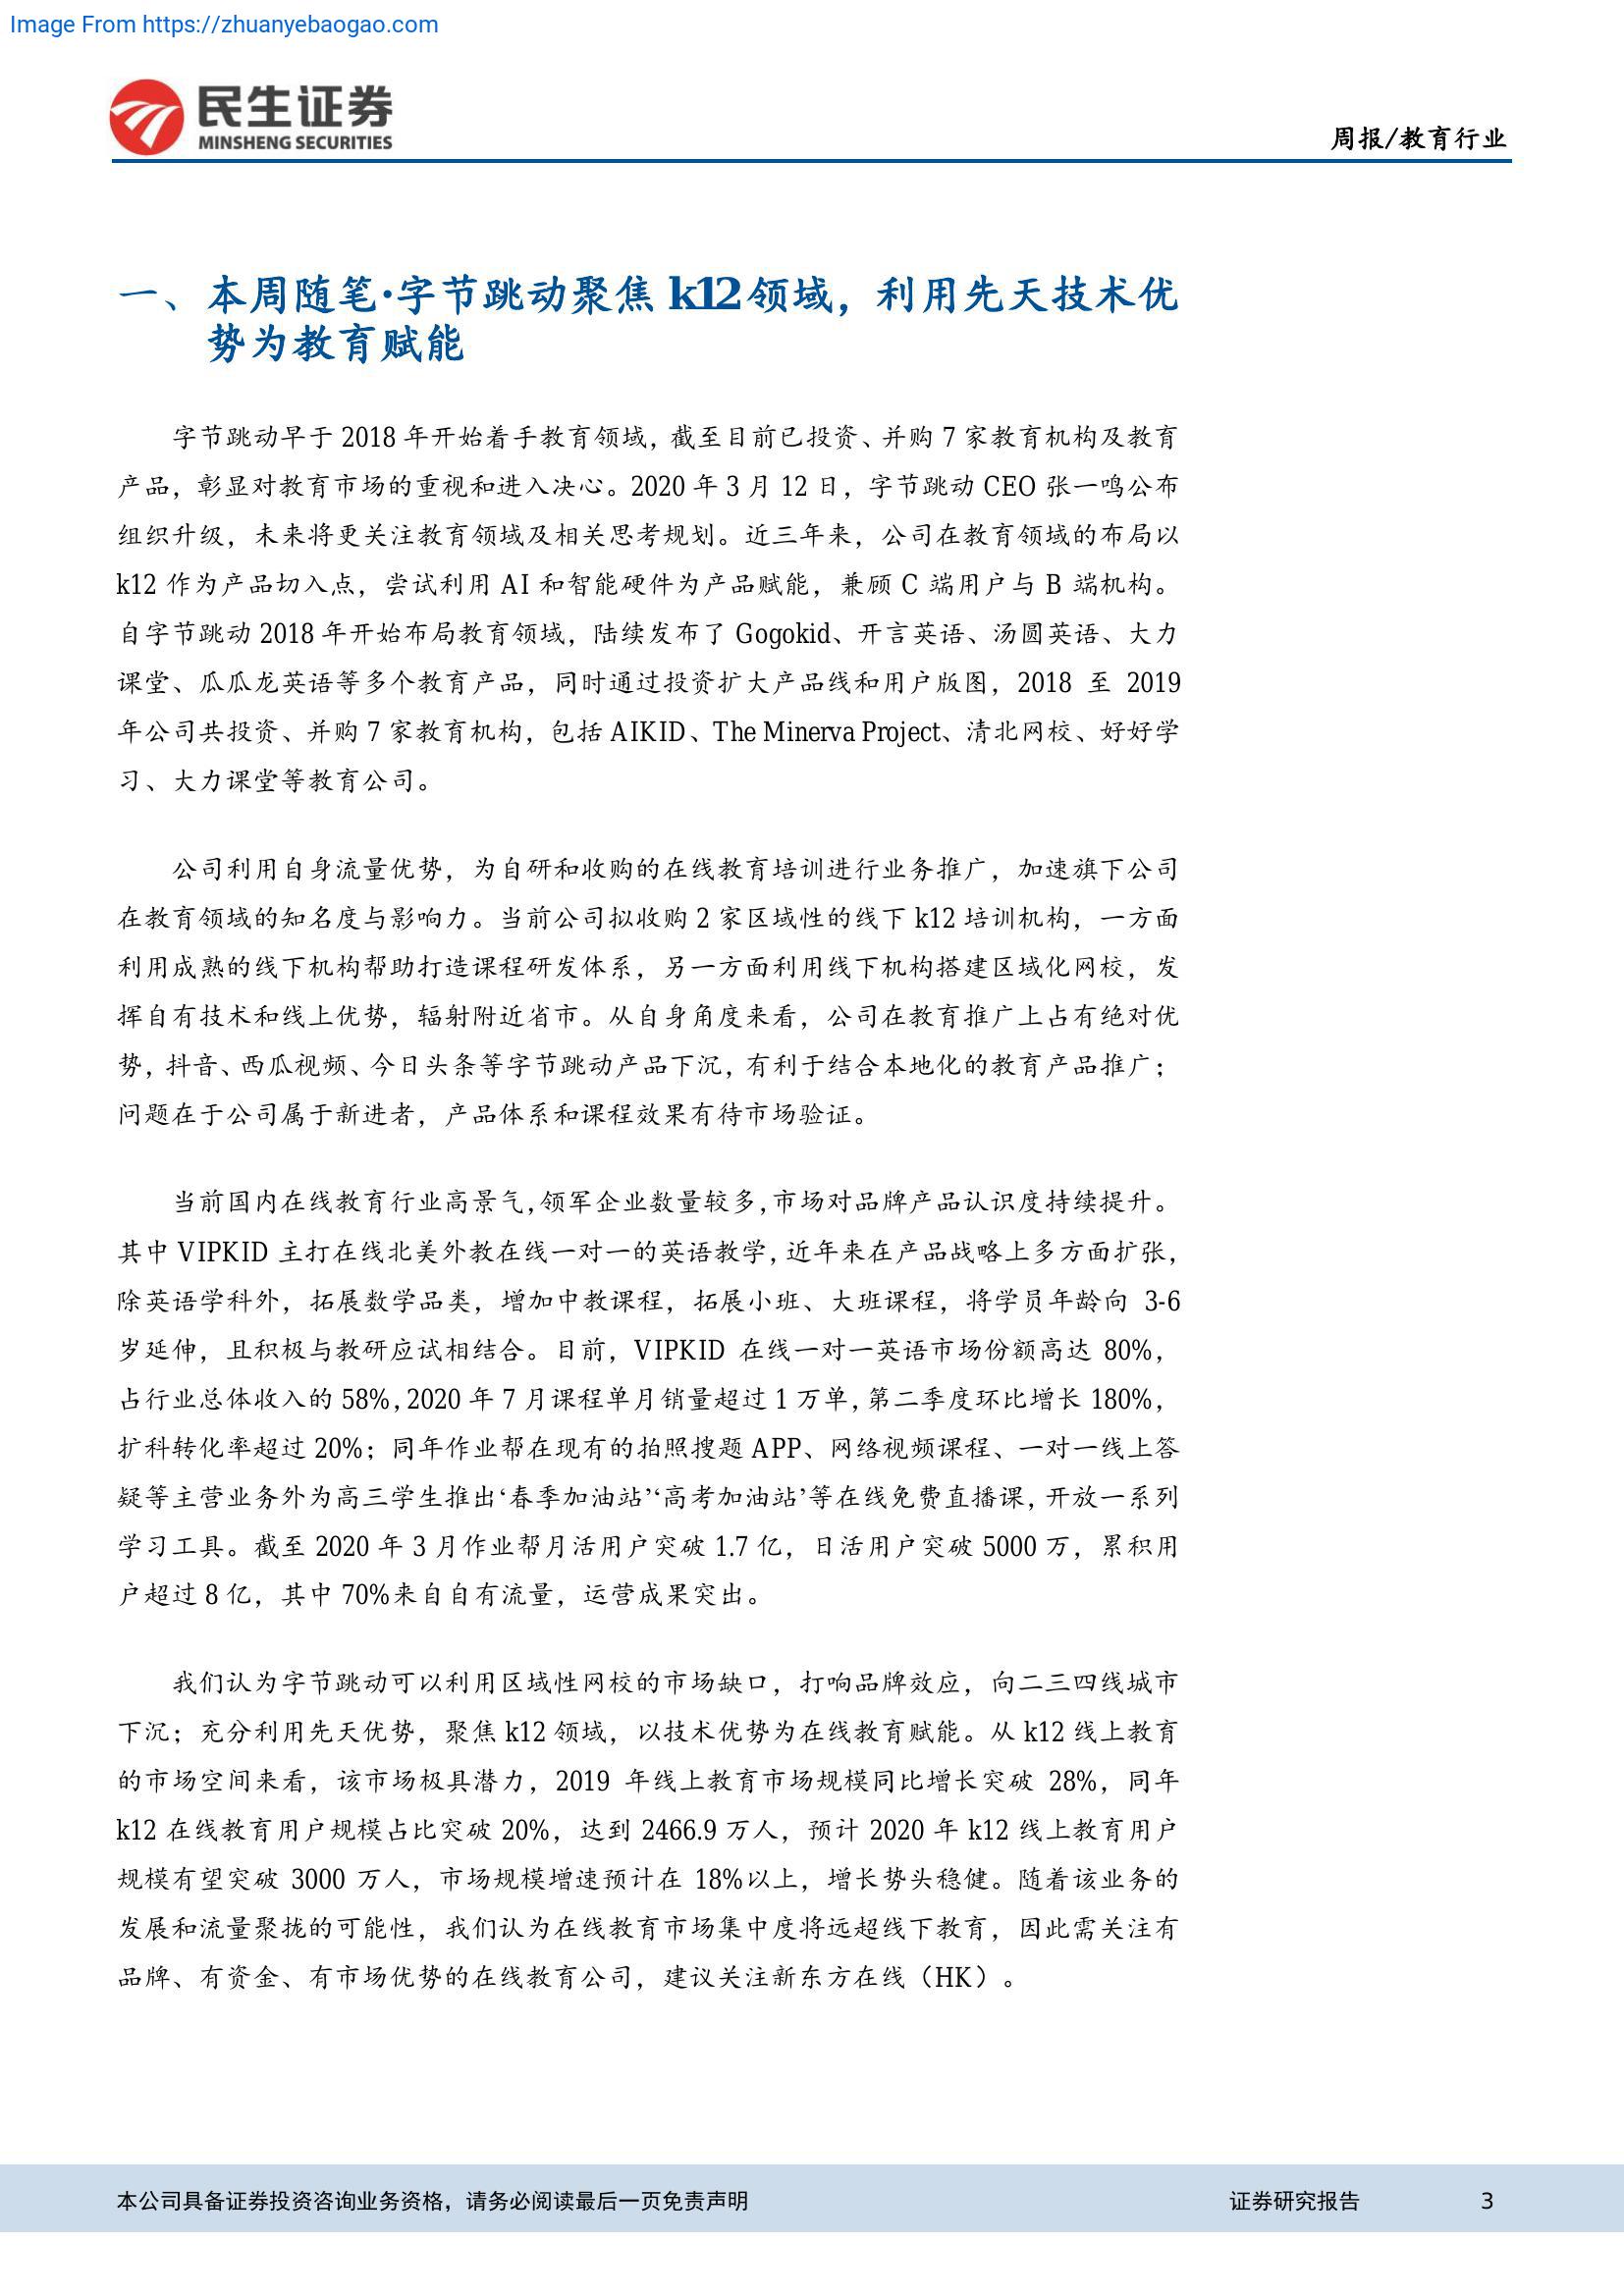 Image From https://zhuanyebaogao.com
民生证券
MINSHENG SECURITIES
周报/教育行业
一、本周随笔·字节跳动聚焦 k12 领域，利用先天技术优
势为教育赋能
字节跳动早于 2018 年开始着手教育领域，截至目前已投资、并购 7 家教育机构及教育
产品，彰显对教育市场的重视和进入决心。2020 年 3 月 12 日，字节跳动 CEO 张一鸣公布
组织升级，未来将更关注教育领域及相关思考规划。近三年来，公司在教育领域的布局以
k12 作为产品切入点，尝试利用 AI 和智能硬件为产品赋能，兼顾 C 端用户与 B 端机构。
自字节跳动 2018 年开始布局教育领域，陆续发布了 Gogokid、开言英语、汤圆英语、大力
课堂、瓜瓜龙英语等多个教育产品，同时通过投资扩大产品线和用户版图，2018 至 2019
年公司共投资、并购 7 家教育机构，包括 AIKID、The Minerva Project、清北网校、好好学
习、大力课堂等教育公司。
公司利用自身流量优势，为自研和收购的在线教育培训进行业务推广，加速旗下公司
在教育领域的知名度与影响力。当前公司拟收购 2 家区域性的线下 k12 培训机构，一方面
利用成熟的线下机构帮助打造课程研发体系，另一方面利用线下机构搭建区域化网校，发
挥自有技术和线上优势，辐射附近省市。从自身角度来看，公司在教育推广上占有绝对优
势，抖音、西瓜视频、今日头条等字节跳动产品下沉，有利于结合本地化的教育产品推广；
问题在于公司属于新进者，产品体系和课程效果有待市场验证。
当前国内在线教育行业高景气，领军企业数量较多，市场对品牌产品认识度持续提升。
其中 VIPKID 主打在线北美外教在线一对一的英语教学，近年来在产品战略上多方面扩张，
除英语学科外，拓展数学品类，增加中教课程，拓展小班、大班课程，将学员年龄向 3-6
岁延伸，且积极与教研应试相结合。目前，VIPKID 在线一对一英语市场份额高达 80%，
占行业总体收入的 58%，2020 年 7 月课程单月销量超过 1 万单，第二季度环比增长 180%，
扩科转化率超过 20%；同年作业帮在现有的拍照搜题 APP、网络视频课程、一对一线上答
疑等主营业务外为高三学生推出‘春季加油站’‘高考加油站’等在线免费直播课，开放一系列
学习工具。截至 2020 年 3 月作业帮月活用户突破 1.7 亿，日活用户突破 5000 万，累积用
户超过 8 亿，其中 70%来自自有流量，运营成果突出。
我们认为字节跳动可以利用区域性网校的市场缺口，打响品牌效应，向二三四线城市
下沉；充分利用先天优势，聚焦 k12 领域，以技术优势为在线教育赋能。从 k12 线上教育
的市场空间来看，该市场极具潜力，2019 年线上教育市场规模同比增长突破 28%，同年
k12 在线教育用户规模占比突破 20%，达到 2466.9 万人，预计 2020 年 k12 线上教育用户
规模有望突破 3000 万人，市场规模增速预计在 18%以上，增长势头稳健。随着该业务的
发展和流量聚拢的可能性，我们认为在线教育市场集中度将远超线下教育，因此需关注有
品牌、有资金、有市场优势的在线教育公司，建议关注新东方在线（HK）。
本公司具备证券投资咨询业务资格，请务必阅读最后一页免责声明
证券研究报告
3